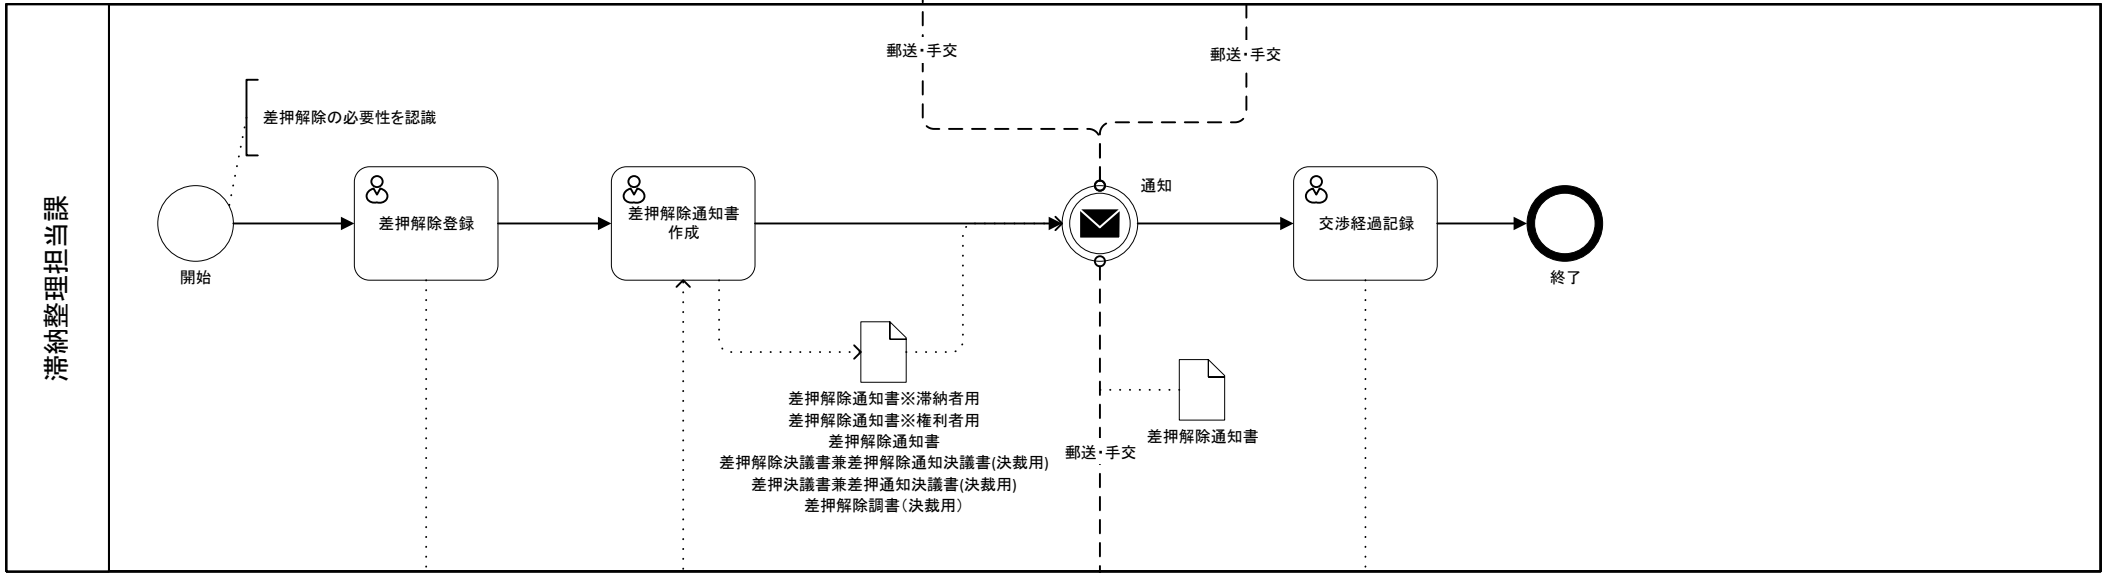 滞納整理担当課
郵送・手交
郵送・手交
差押解除の必要性を認識
開始
差押解除登録
差押解除通知書
作成
通知
交渉経過記録
終了
差押解除通知書※滞納者用
差押解除通知書※権利者用
差押解除通知書
差押解除決議書兼差押解除通知決議書(決裁用)
差押決議書兼差押通知決議書(決裁用)
差押解除調書（決裁用）
郵送・手交
差押解除通知書